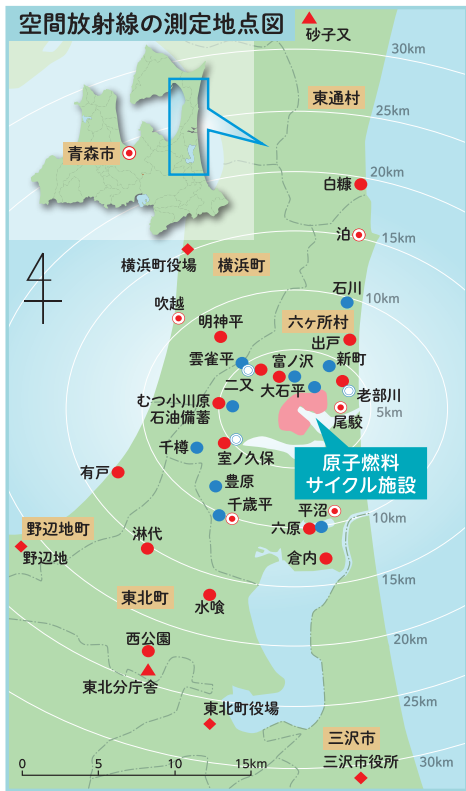 空間放射線の測定地点図
砂子又
30km
東通村
25km
青森市
20km
白糠
泊
15km
横浜町役場
横浜町
10km
石川
吹越
六ヶ所村
明神平
出戸
雲雀平
富ノ沢
新町
二又
大石平
老部川
むつ小川原
石油備蓄
尾駮
5km
千樽
室ノ久保
原子燃料
サイクル施設
有戸
豊原
千歳平
平沼
10km
野辺地町
六原
淋代
野辺地
倉内
15km
東北町
水喰
西公園
20km
東北分庁舎
25km
東北町役場
三沢市
三沢市役所
30km
0 5 10 15km